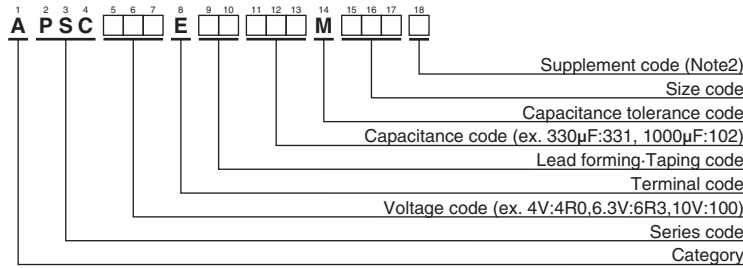 1 2 3 4 5 6 7 8 9 10 11 12 13 14 15 16 17 18
A P S C E M
Supplement code (Note2)
Size code
Capacitance tolerance code
Capacitance code (ex. 330μF:331, 1000μF:102)
Lead forming·Taping code
Terminal code
Voltage code (ex. 4V:4R0,6.3V:6R3,10V:100)
Series code
Category